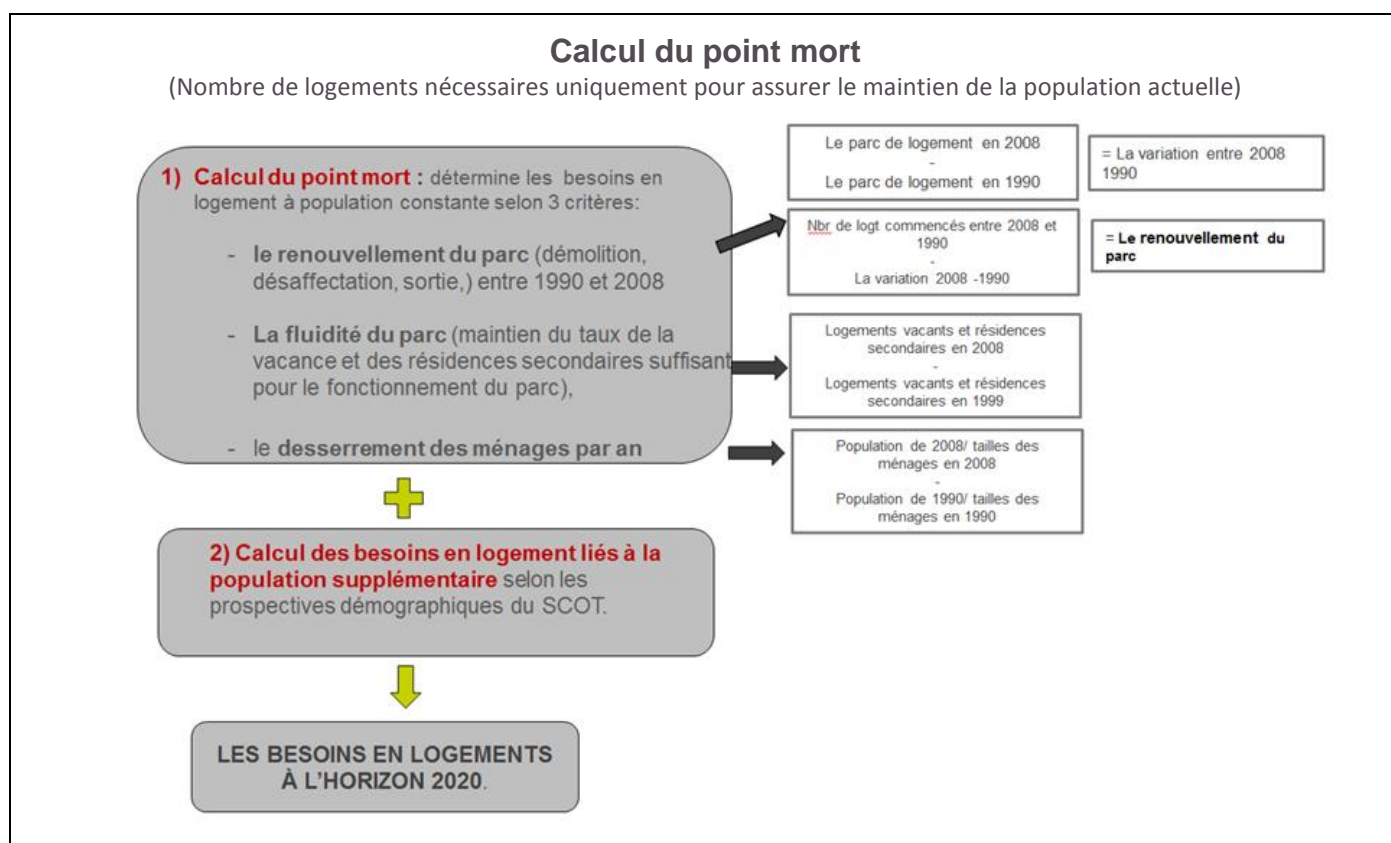 Calcul du point mort
(Nombre de logements nécessaires uniquement pour assurer le maintien de la population actuelle)
1) Calcul du point mort : détermine les besoins en
logement à population constante selon 3 critères:
- le renouvellement du parc (démolition,
désaffectation, sortie,) entre 1990 et 2008
- La fluidité du parc (maintien du taux de la
vacance et des résidences secondaires suffisant
pour le fonctionnement du parc),
- le desserrement des ménages par an
Le parc de logement en 2008
-
Le parc de logement en 1990
= La variation entre 2008
1990
Nbr de logt commencés entre 2008 et
1990
-
La variation 2008 -1990
= Le renouvellement du
parc
Logements vacants et résidences
secondaires en 2008
-
Logements vacants et résidences
secondaires en 1999
Population de 2008/ tailles des
ménages en 2008
-
Population de 1990/ tailles des
ménages en 1990
2) Calcul des besoins en logement liés à la
population supplémentaire selon les
prospectives démographiques du SCOT.
LES BESOINS EN LOGEMENTS
À L'HORIZON 2020.